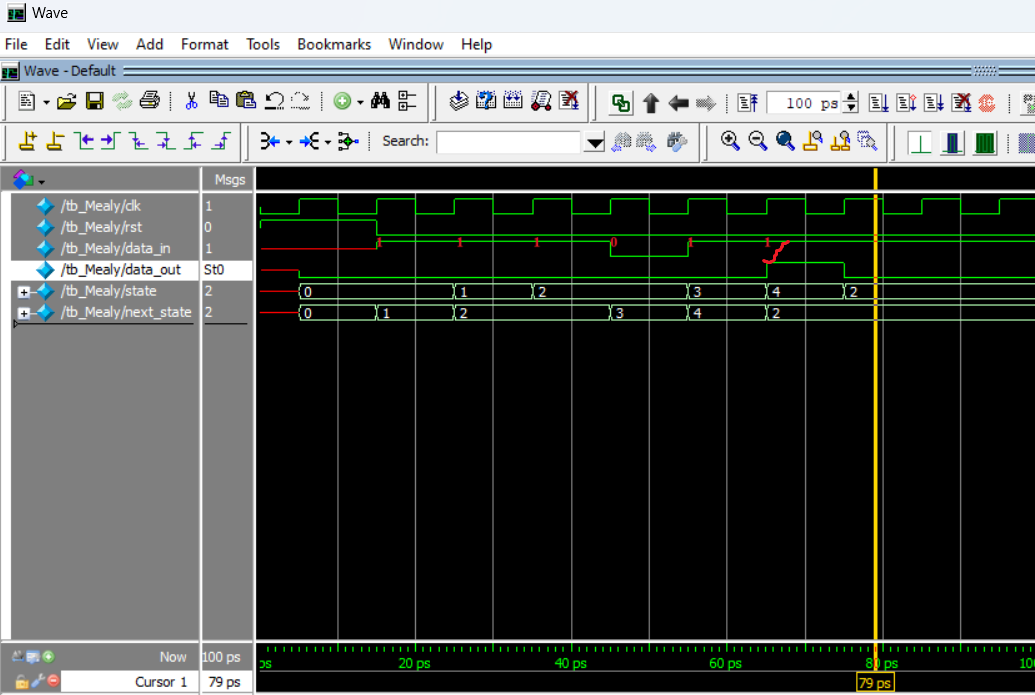 Wave
File Edit View Add Format Tools Bookmarks Window Help
Wave - Default
100 ps
Search:
Msgs
/tb_Mealy/clk 1
/tb_Mealy/rst 0
/tb_Mealy/data_in 1 1 1 1 0 1 1
/tb_Mealy/data_out St0
/tb_Mealy/state 2 0 1 2 3 4 2
/tb_Mealy/next_state 2 0 1 2 3 4 2
Now 100 ps ps 20 ps 40 ps 60 ps 80 ps 100
Cursor 1 79 ps 79 ps